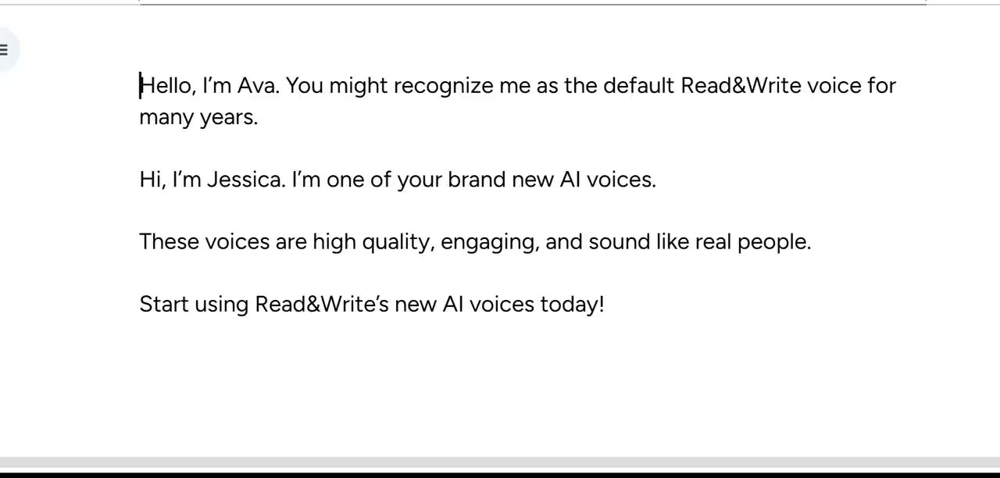 Hello, I’m Ava. You might recognize me as the default Read&Write voice for
many years.
Hi, I’m Jessica. I’m one of your brand new AI voices.
These voices are high quality, engaging, and sound like real people.
Start using Read&Write’s new AI voices today!